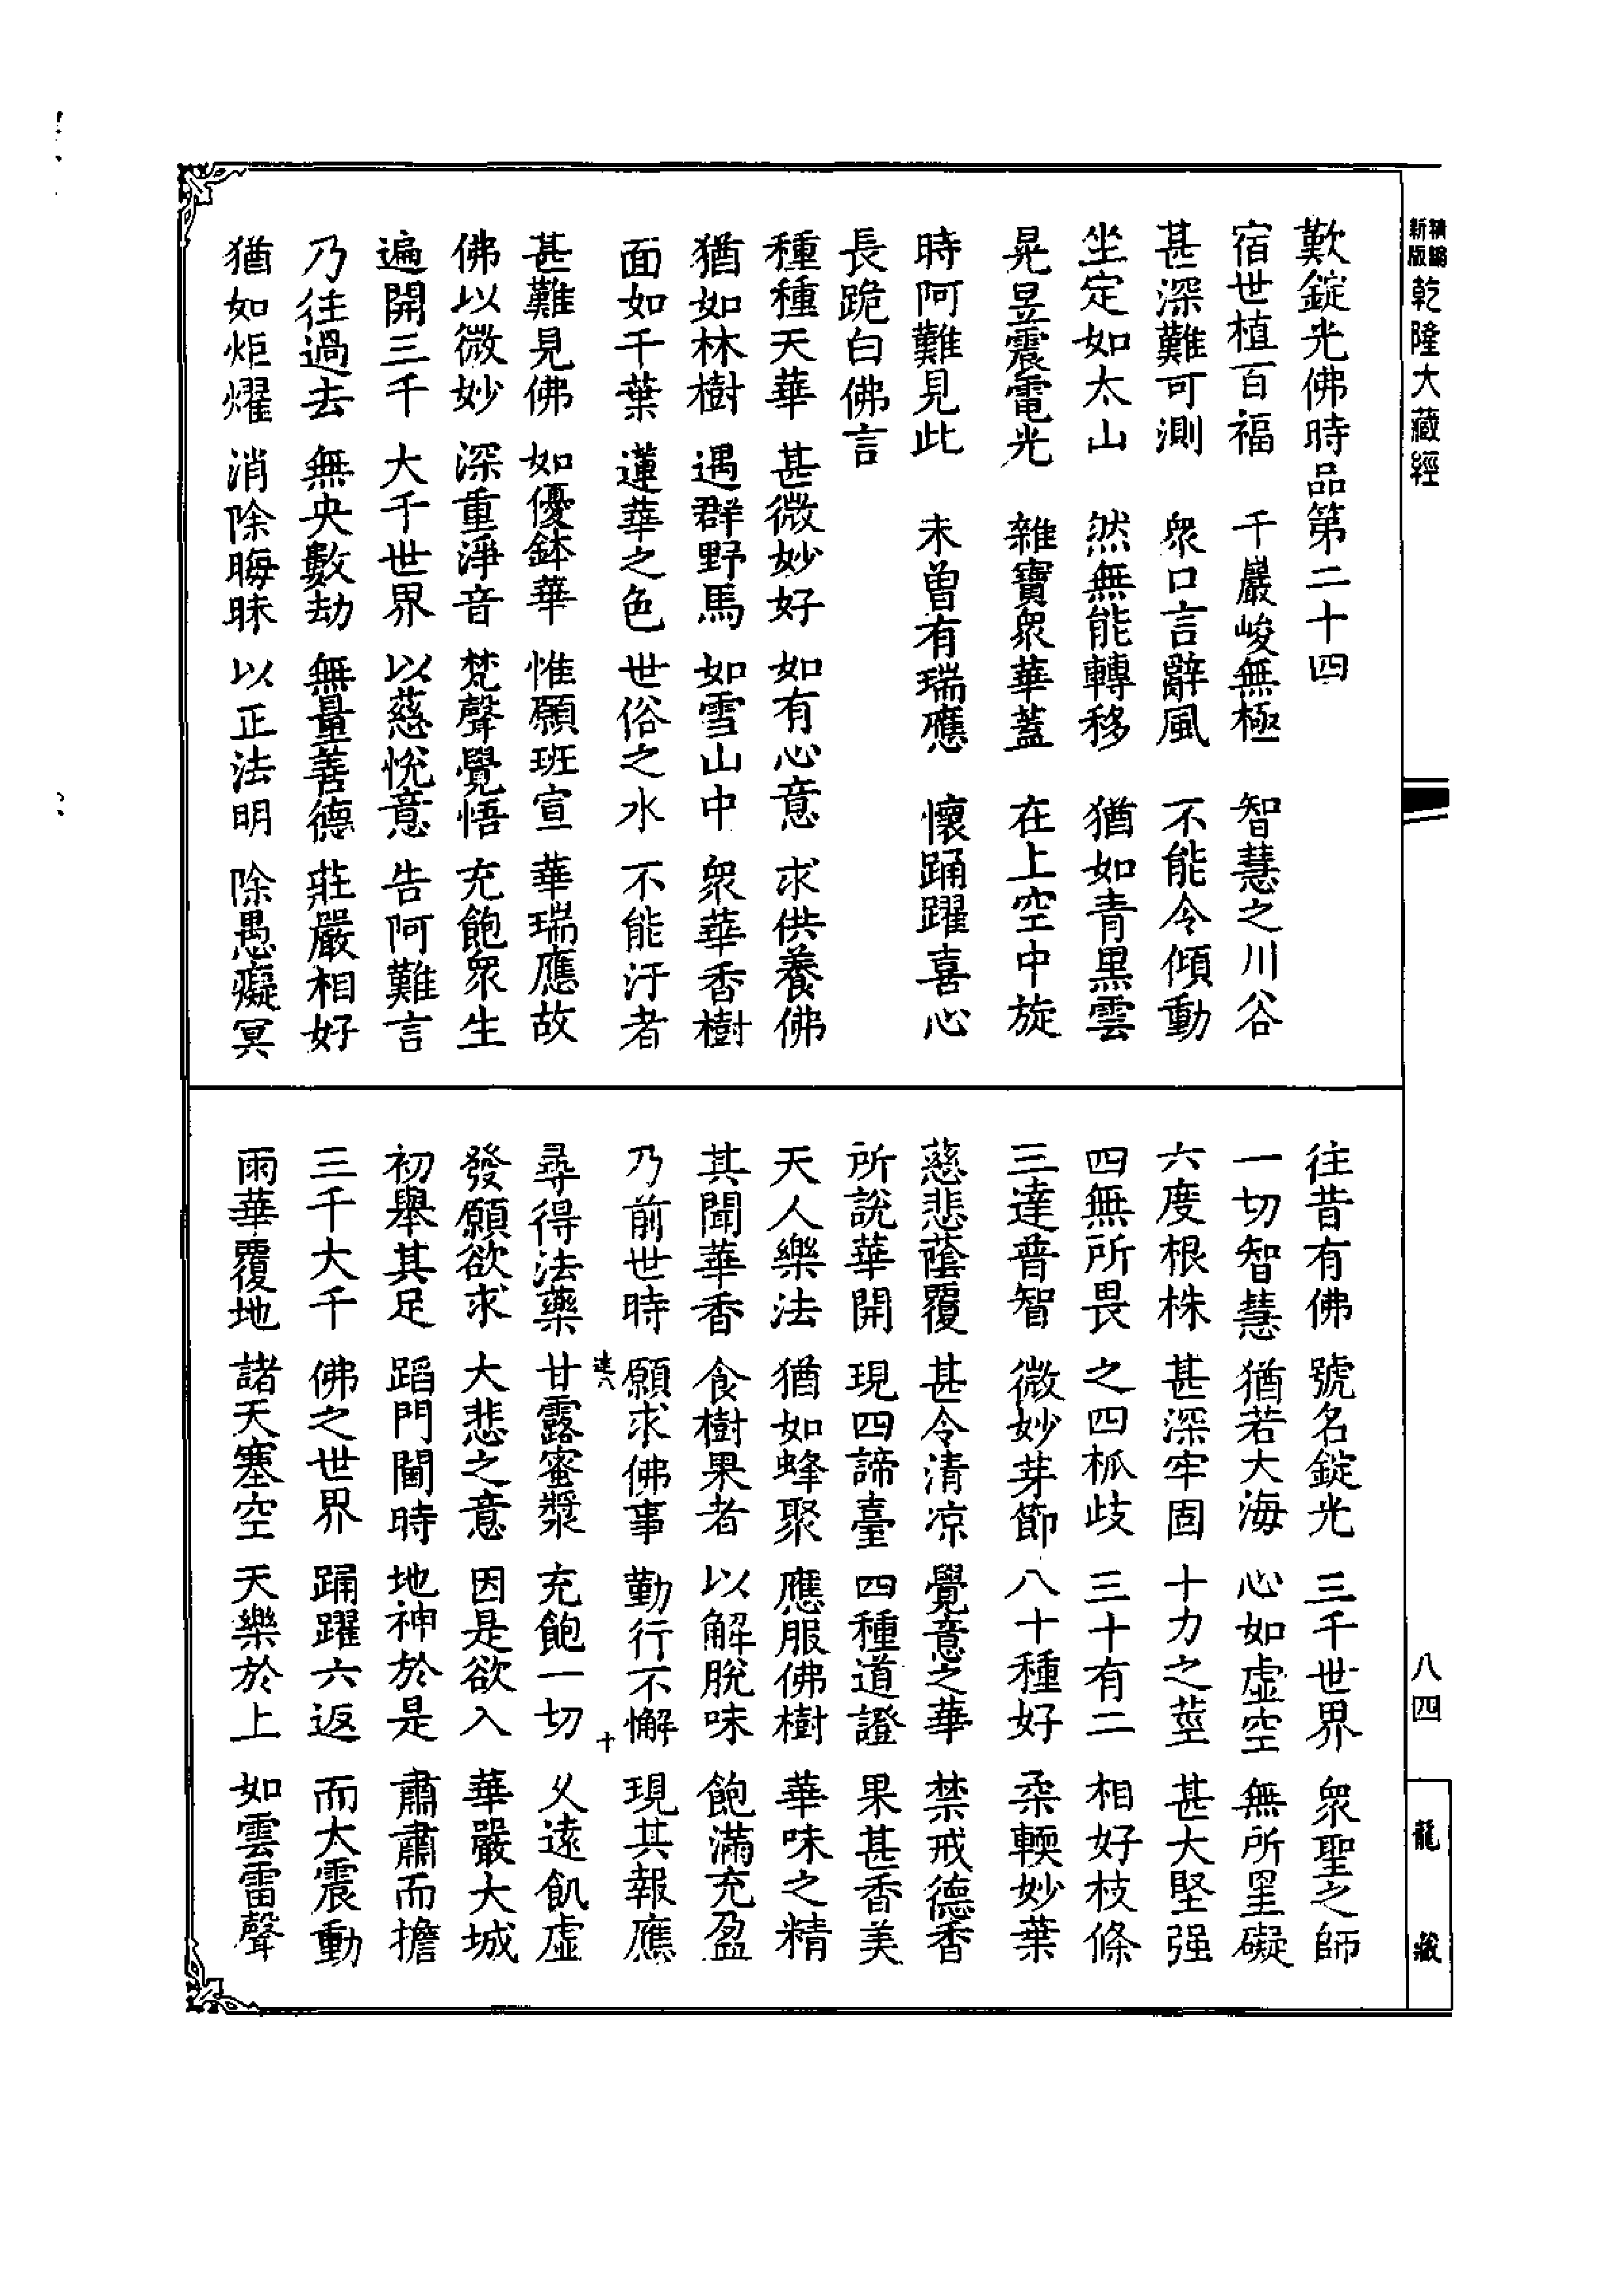 新版 精編 乾隆大藏經
歎錠光佛時品第二十四
宿世植百福 千巖峻無極 智慧之川谷
甚深難可測 衆口言辭風 不能令傾動
坐定如太山 然無能轉移 猶如青黑雲
晃昱震電光 雜寶衆華蓋 在上空中旋
時阿難見此 未曾有瑞應 懷踊躍喜心
長跪白佛言
種種天華 甚微妙好 如有心意 求供養佛
猶如林樹 遇群野馬 如雪山中 衆華香樹
面如千葉 蓮華之色 世俗之水 不能汙者
甚難見佛 如優鉢華 惟願班宣 華瑞應故
佛以微妙 深重淨音 梵聲覺悟 充飽衆生
遍開三千 大千世界 以慈悅意 告阿難言
乃往過去 無央數劫 無量善德 莊嚴相好
猶如炬燿 消除晦昧 以正法明 除愚癡冥
往昔有佛 號名錠光 三千世界 衆聖之師
一切智慧 猶若大海 心如虛空 無所罣礙
六度根株 甚深牢固 十力之莖 甚大堅强
四無所畏 之四枛歧 三十有二 相好枝條
三達普智 微妙芽節 八十種好 柔輭妙葉
慈悲蔭覆 甚令清凉 覺意之華 禁戒德香
所說華開 現四諦臺 四種道證 果甚香美
天人樂法 猶如蜂聚 應服佛樹 華味之精
其聞華香 食樹果者 以解脫味 飽滿充盈
乃前世時 願求佛事 勤行不懈 現其報應
達八 十
尋得法藥 甘露蜜漿 充飽一切 乆遠飢虛
發願欲求 大悲之意 因是欲入 華嚴大城
初舉其足 蹈門閫時 地神於是 肅肅而擔
三千大千 佛之世界 踊躍六返 而大震動
雨華覆地 諸天塞空 天樂於上 如雲雷聲
八四
龍藏